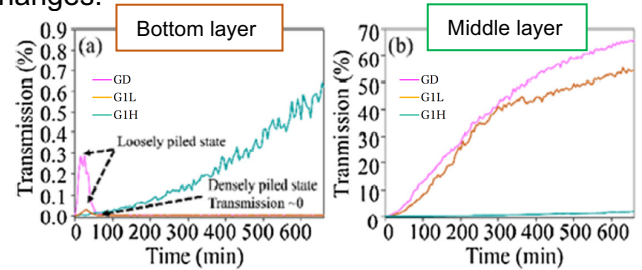 hanges.
Bottom layer
Middle layer
(a)
Transmission (%)
0.9
0.8
0.7
0.6
0.5
0.4
0.3
0.2
0.1
0.0
GD
G1L
G1H
Loosely piled state
Densely piled state
Transmission ~0
0 100 200 300 400 500 600
Time (min)
(b)
Tranmission (%)
70
60
50
40
30
20
10
0
GD
G1L
G1H
0 100 200 300 400 500 600
Time (min)